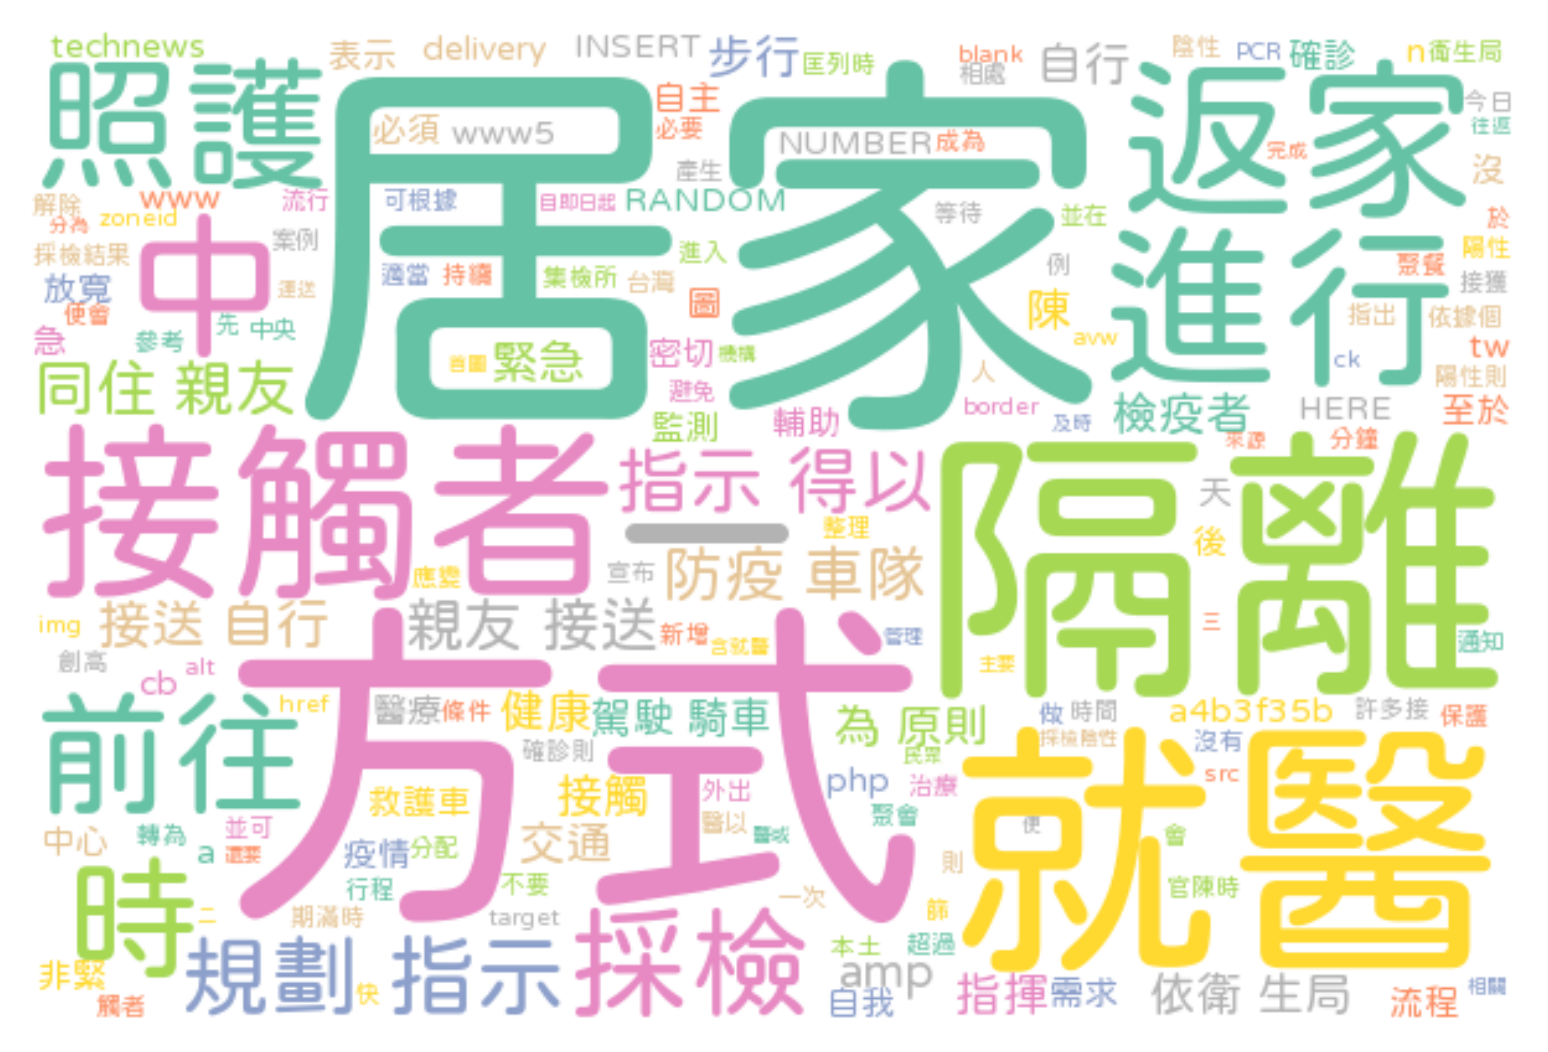 technews 表示 delivery INSERT 步行 匡列時 blank 相處 自行 陰性 PCR 確診 n 衞生局
照護 居家 返家 自主 必要 今日 往返
必須 www5 NUMBER 成為 完成 沒
解除 www 流行 可根據 產生 自即日起 RANDOM 等待 並在 於
分為 zoneid 中 案例 進入 例 進行 聚餐 陽性
採檢結果 適當 持續 集檢所 台灣 圖 接獲
放寬 運送 便會 陳 指出 依據個
急 參考 先 中央 首圖 緊急 密切 機構 avw 人 ck tw
同住 親友 避免 border 及時 檢疫者 HERE 陽性則 至於
監測 輔助 來源 分鐘
接觸者 指示 得以 隔離 天
一 整理 後
應變 宣布 防疫 車隊
img 接送 自行 親友 接送 新增 含就醫 管理 三 通知
創高 cb alt 方式 主要
前往 href 醫療 條件 健康 駕駛 騎車 為 原則 做 時間 a4b3f35b 許多接 保護
確診則 民眾 採檢陰性 沒有
救護車 接觸 外出 php 治療 就醫 src
中心 轉為 並可 a 還要 疫情 分配 交通 醫以 醫或 聚會 便 會
時 行程 不要 則 官陳時
二 期滿時 target 一次 篩
非緊 規劃 快 指示 採檢 本土 超過 amp
觸者 自我 指揮 需求 依衛 生局 流程 相關